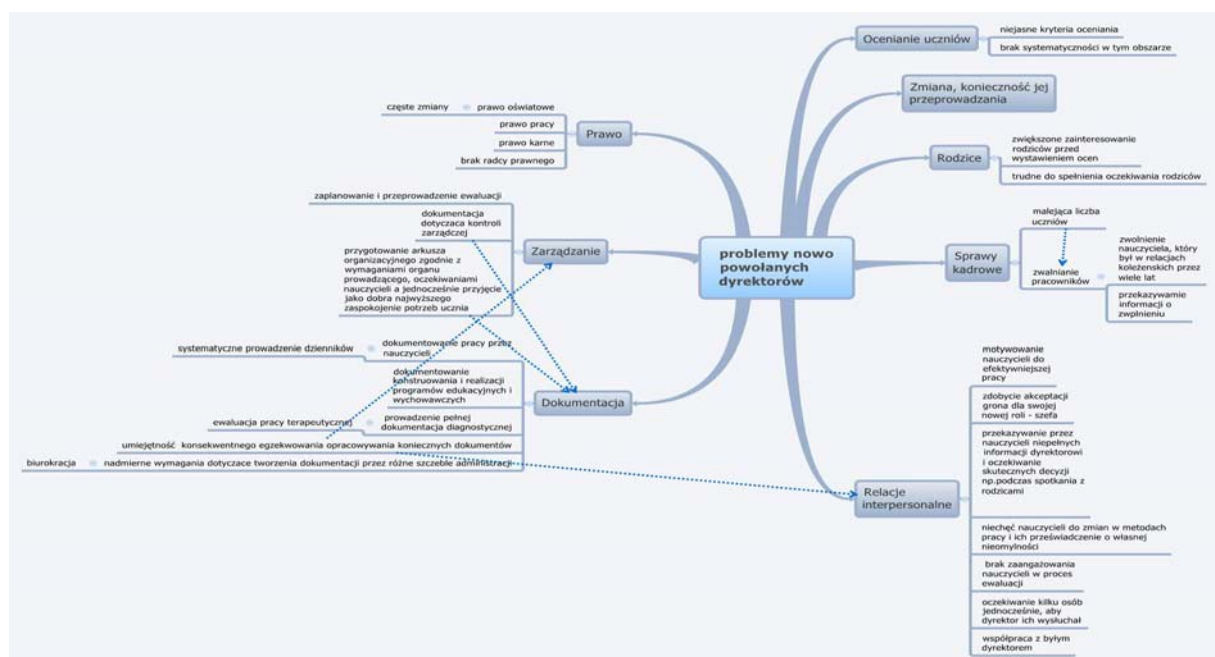 problemy nowo
powołanych
dyrektorów
Ocenianie uczniów
niejasne kryteria oceniania
brak systematyczności w tym obszarze
Zmiana, konieczność jej
przeprowadzania
Rodzice
zwiększone zainteresowanie
rodziców przed
wystawieniem ocen
trudne do spełnienia oczekiwania rodziców
Sprawy
kadrowe
malejąca liczba
uczniów
zwalnianie
pracowników
zwolnienie
nauczyciela, który
był w relacjach
koleżenskich przez
wiele lat
przekazywamie
informacji o
zwplnieniu
Relacje
interpersonalne
motywowanie
nauczycieli do
efektywniejszej
pracy
zdobycie akceptacji
grona dla swojej
nowej roli - szefa
przekazywanie przez
nauczycieli niepełnych
informacji dyrektorowi
i oczekiwanie
skutecznych decyzji
np.podczas spotkania z
rodzicami
niechęć nauczycieli do zmian w metodach
pracy i ich przeświadczenie o własnej
nieomylności
brak zaangażowania
nauczycieli w proces
ewaluacji
oczekiwanie kilku osób
jednocześnie, aby
dyrektor ich wysłuchał
współpraca z byłym
dyrektorem
Prawo
częste zmiany
prawo oświatowe
prawo pracy
prawo karne
brak radcy prawnego
Zarządzanie
zaplanowanie i przeprowadzenie ewaluacji
dokumentacja
dotyczaca kontroli
zarządczej
przygotowanie arkusza
organizacyjnego zgodnie z
wymaganiami organu
prowadzącego, oczekiwaniami
nauczycieli a jednocześnie przyjęcie
jako dobra najwyższego
zaspokojenie potrzeb ucznia
Dokumentacja
systematyczne prowadzenie dzienników
dokumentowanie pracy przez
nauczycieli
dokumentowanie
konstruowania i realizacji
programów edukacyjnych i
wychowawczych
ewaluacja pracy terapeutycznej
prowadzenie pełnej
dokumentacja diagnostycznej
umiejętność konsekwentnego egzekwowania opracowywania koniecznych dokumentów
biurokracja
nadmierne wymagania dotyczace tworzenia dokumentacji przez różne szczeble administracji